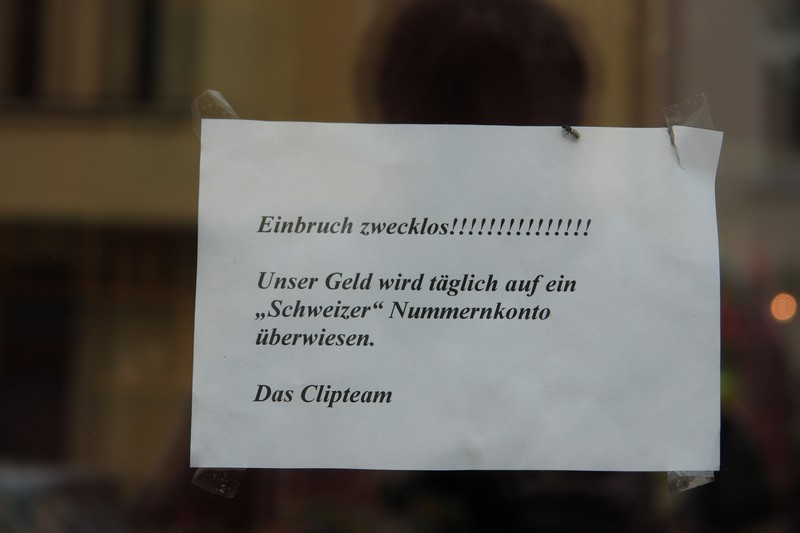 Einbruch zwecklos!!!!!!!!!!!!!!!
Unser Geld wird täglich auf ein
„Schweizer“ Nummernkonto
überwiesen.
Das Clipteam